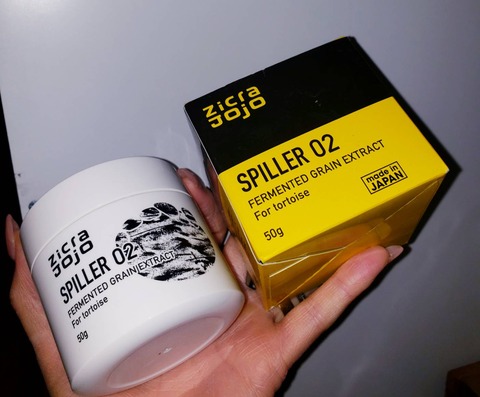 zicra
JOJO
SPILLER 02
FERMENTED GRAIN EXTRACT
For tortoise
50g
zicra
JOJO
SPILLER 02
FERMENTED GRAIN EXTRACT
For tortoise
50g
made in
JAPAN